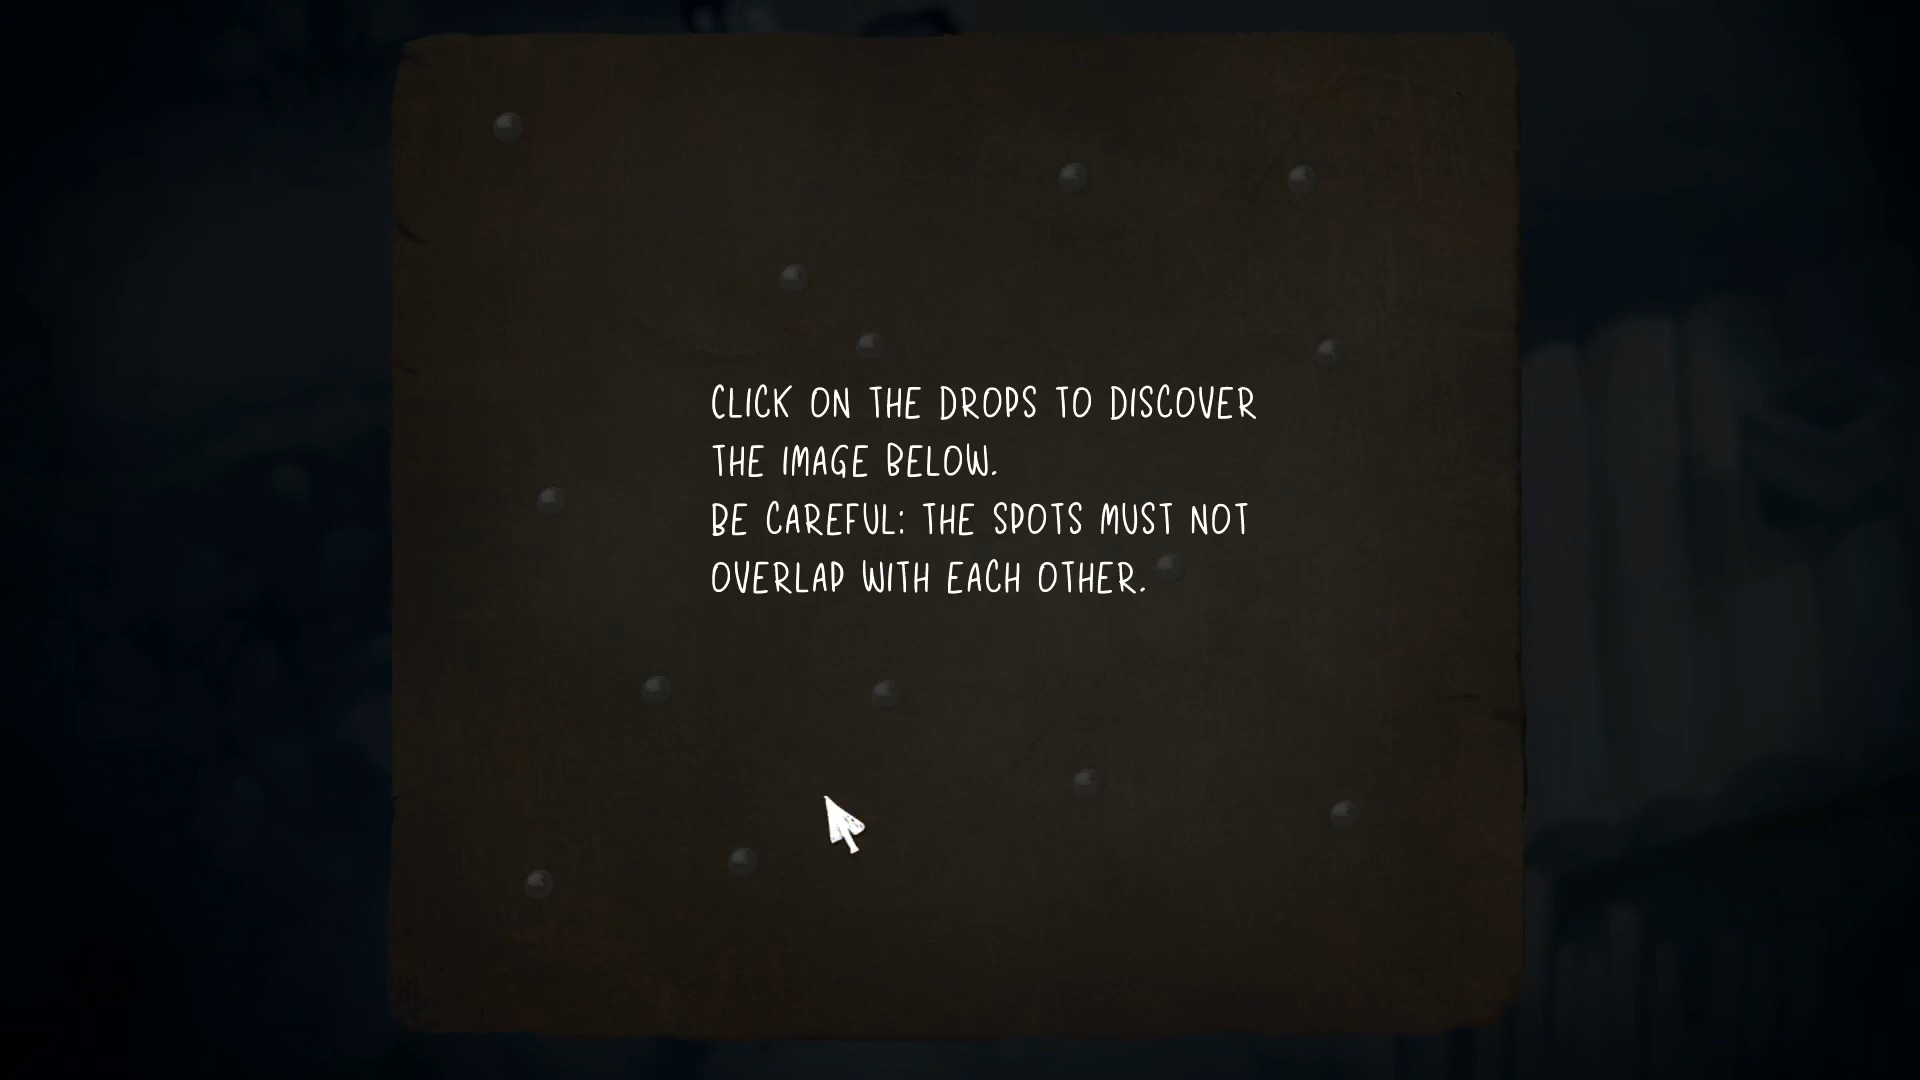 CLICK ON THE DROPS TO DISCOVER
THE IMAGE BELOW.
BE CAREFUL: THE SPOTS MUST NOT
OVERLAP WITH EACH OTHER.